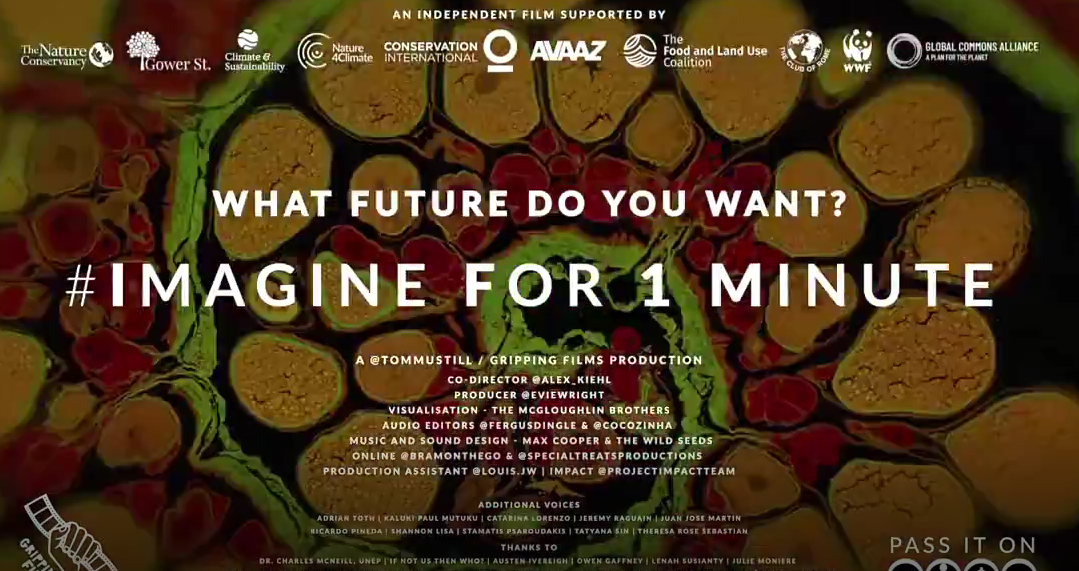 AN INDEPENDENT FILM SUPPORTED BY
The Nature Conservancy
Gower St.
Climate & Sustainability
Nature 4Climate
CONSERVATION INTERNATIONAL
AVAAZ
The Food and Land Use Coalition
THE CLUB OF ROME
WWF
GLOBAL COMMONS ALLIANCE
A PLAN FOR THE PLANET
WHAT FUTURE DO YOU WANT?
#IMAGINE FOR 1 MINUTE
A @TOMMUSTILL / GRIPPING FILMS PRODUCTION
CO-DIRECTOR @ALEX_KIEHL
PRODUCER @EVIEWRIGHT
VISUALISATION - THE MCGLOUGHLIN BROTHERS
AUDIO EDITORS @FERGUSDINGLE & @COCOZINHA
MUSIC AND SOUND DESIGN - MAX COOPER & THE WILD SEEDS
ONLINE @BRAMONTHEGO & @SPECIALTREATSPRODUCTIONS
PRODUCTION ASSISTANT @LOUIS.JW | IMPACT @PROJECTIMPACTTEAM
ADDITIONAL VOICES
ADRIAN TOTH | KALUKI PAUL MUTUKU | CATARINA LORENZO | JEREMY RAGUAIN | JUAN JOSE MARTIN
RICARDO PINEDA | SHANNON LISA | STAMATIS PSAROUDAKIS | TATYANA SIN | THERESA ROSE SEBASTIAN
THANKS TO
DR. CHARLES MCNEILL, UNEP | IF NOT US THEN WHO? | AUSTEN-IVEREIGH | OWEN GAFFNEY | LENAH SUSIANTY | JULIE MONIERE
PASS IT ON